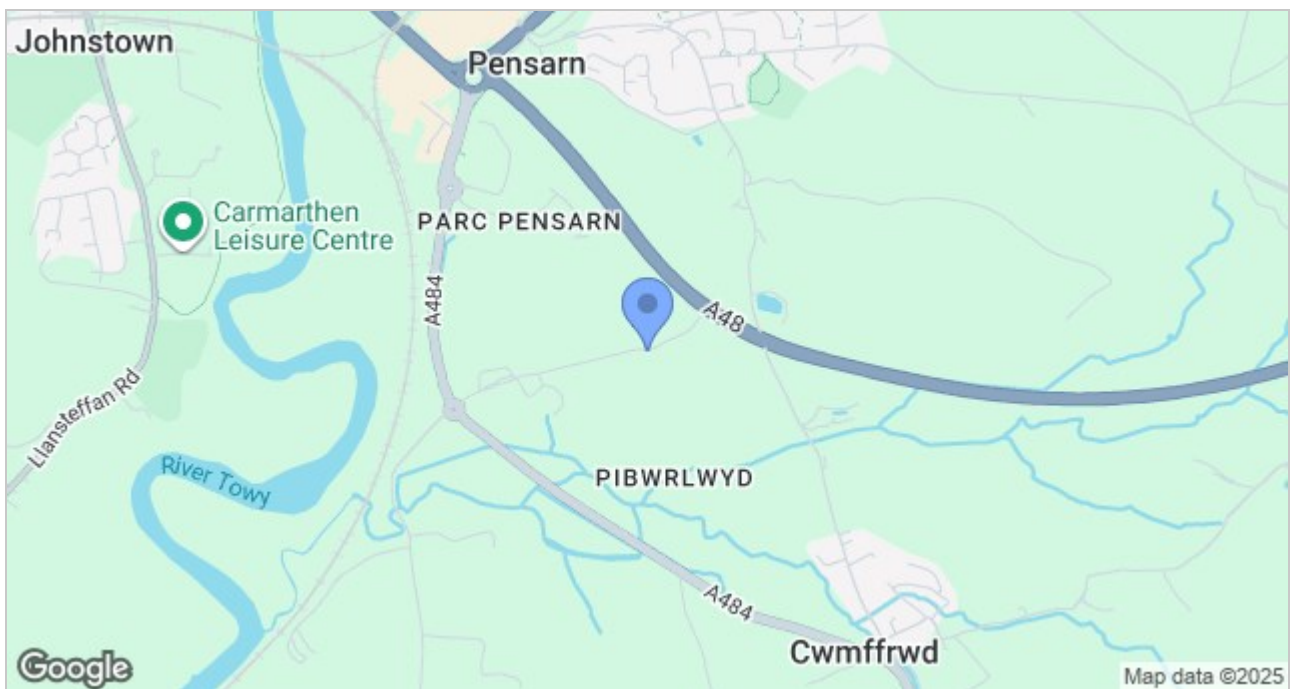 Johnstown
Pensarn
Carmarthen
Leisure Centre
PARC PENSARN
A484
A48
Llansteffan Rd
River Towy
PIBWRLWYD
A484
Cwmffrwd
Google
Map data ©2025